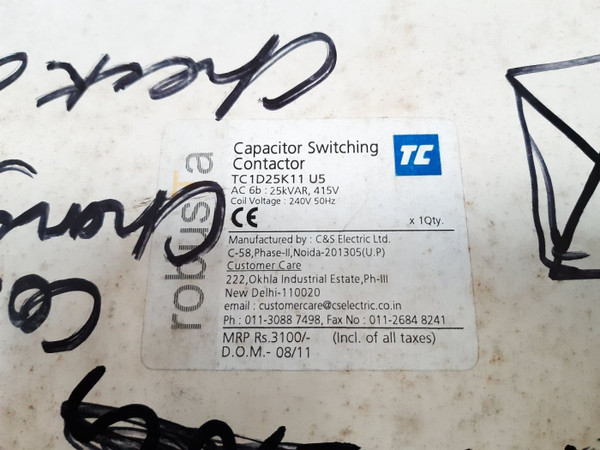 Check
robusta
Capacitor Switching
Contactor
TC
TC1D25K11 U5
AC 6b : 25kVAR, 415V
Coil Voltage : 240V 50Hz
CE
x 1Qty.
Manufactured by : C&S Electric Ltd.
C-58,Phase-II,Noida-201305(U.P)
Customer Care
222,Okhla Industrial Estate,Ph-III
New Delhi-110020
email : customercare@cselectric.co.in
Ph : 011-3088 7498, Fax No : 011-2684 8241
MRP Rs.3100/- (Incl. of all taxes)
D.O.M.- 08/11